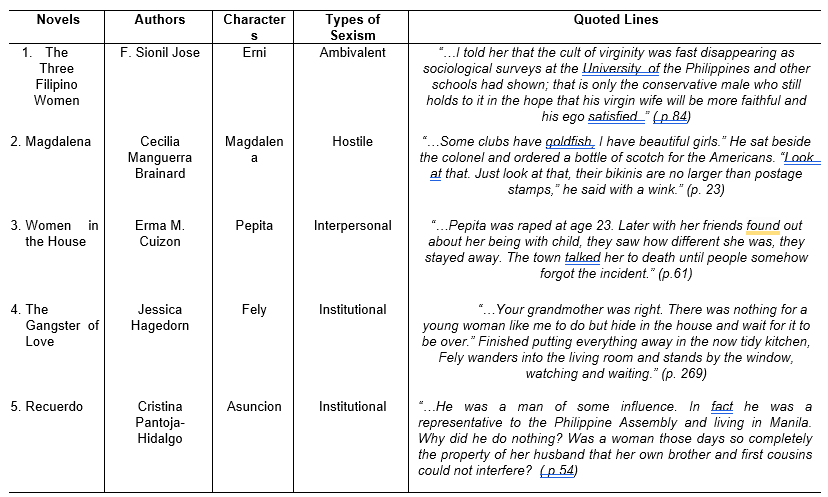 Novels Authors Character s Types of Sexism Quoted Lines
1. The Three Filipino Women
F. Sionil Jose
Erni
Ambivalent
“…I told her that the cult of virginity was fast disappearing as
sociological surveys at the University of the Philippines and other
schools had shown; that is only the conservative male who still
holds to it in the hope that his virgin wife will be more faithful and
his ego satisfied…” ( p.84)
2. Magdalena
Cecilia
Manguerra
Brainard
Magdalen
a
Hostile
“…Some clubs have goldfish, I have beautiful girls.” He sat beside
the colonel and ordered a bottle of scotch for the Americans. “Look
at that. Just look at that, their bikinis are no larger than postage
stamps,” he said with a wink.” (p. 23)
3. Women in
the House
Erma M.
Cuizon
Pepita
Interpersonal
“…Pepita was raped at age 23. Later with her friends found out
about her being with child, they saw how different she was, they
stayed away. The town talked her to death until people somehow
forgot the incident.” (p.61)
4. The
Gangster of
Love
Jessica
Hagedorn
Fely
Institutional
“…Your grandmother was right. There was nothing for a
young woman like me to do but hide in the house and wait for it to
be over.” Finished putting everything away in the now tidy kitchen,
Fely wanders into the living room and stands by the window,
watching and waiting.” (p. 269)
5. Recuerdo
Cristina
Pantoja-
Hidalgo
Asuncion
Institutional
“…He was a man of some influence. In fact he was a
representative to the Philippine Assembly and living in Manila.
Why did he do nothing? Was a woman those days so completely
the property of her husband that her own brother and first cousins
could not interfere? ( p.54)